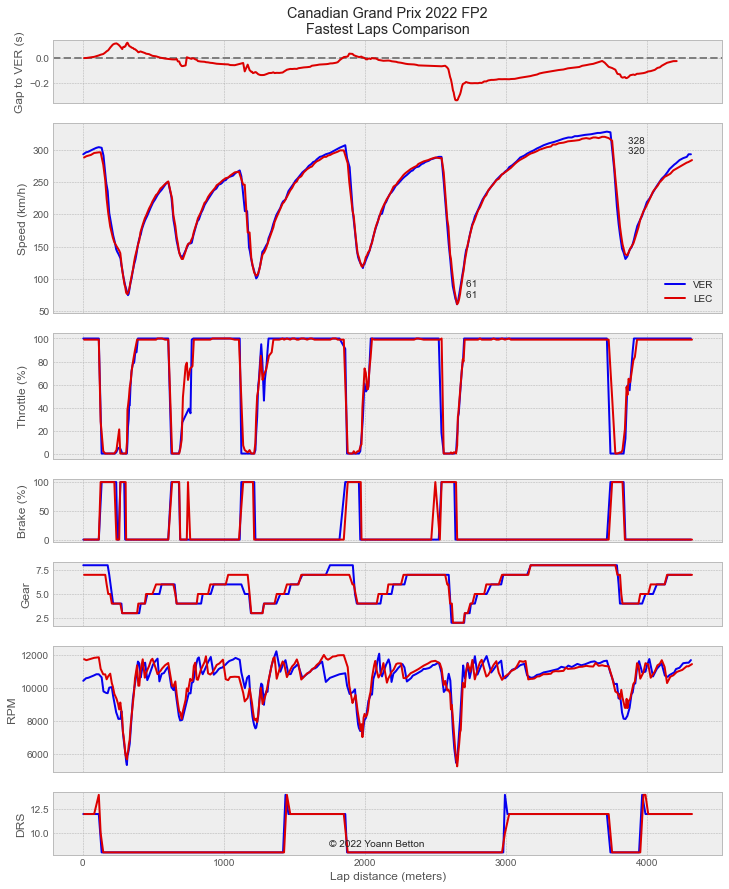 Canadian Grand Prix 2022 FP2
Fastest Laps Comparison
Gap to VER (s)
0.0
−0.2
Speed (km/h)
300
250
200
150
100
50
328
320
61
61
VER
LEC
Throttle (%)
100
80
60
40
20
0
Brake (%)
100
50
0
Gear
7.5
5.0
2.5
RPM
12000
10000
8000
6000
DRS
12.5
10.0
© 2022 Yoann Betton
0
1000
2000
3000
4000
Lap distance (meters)